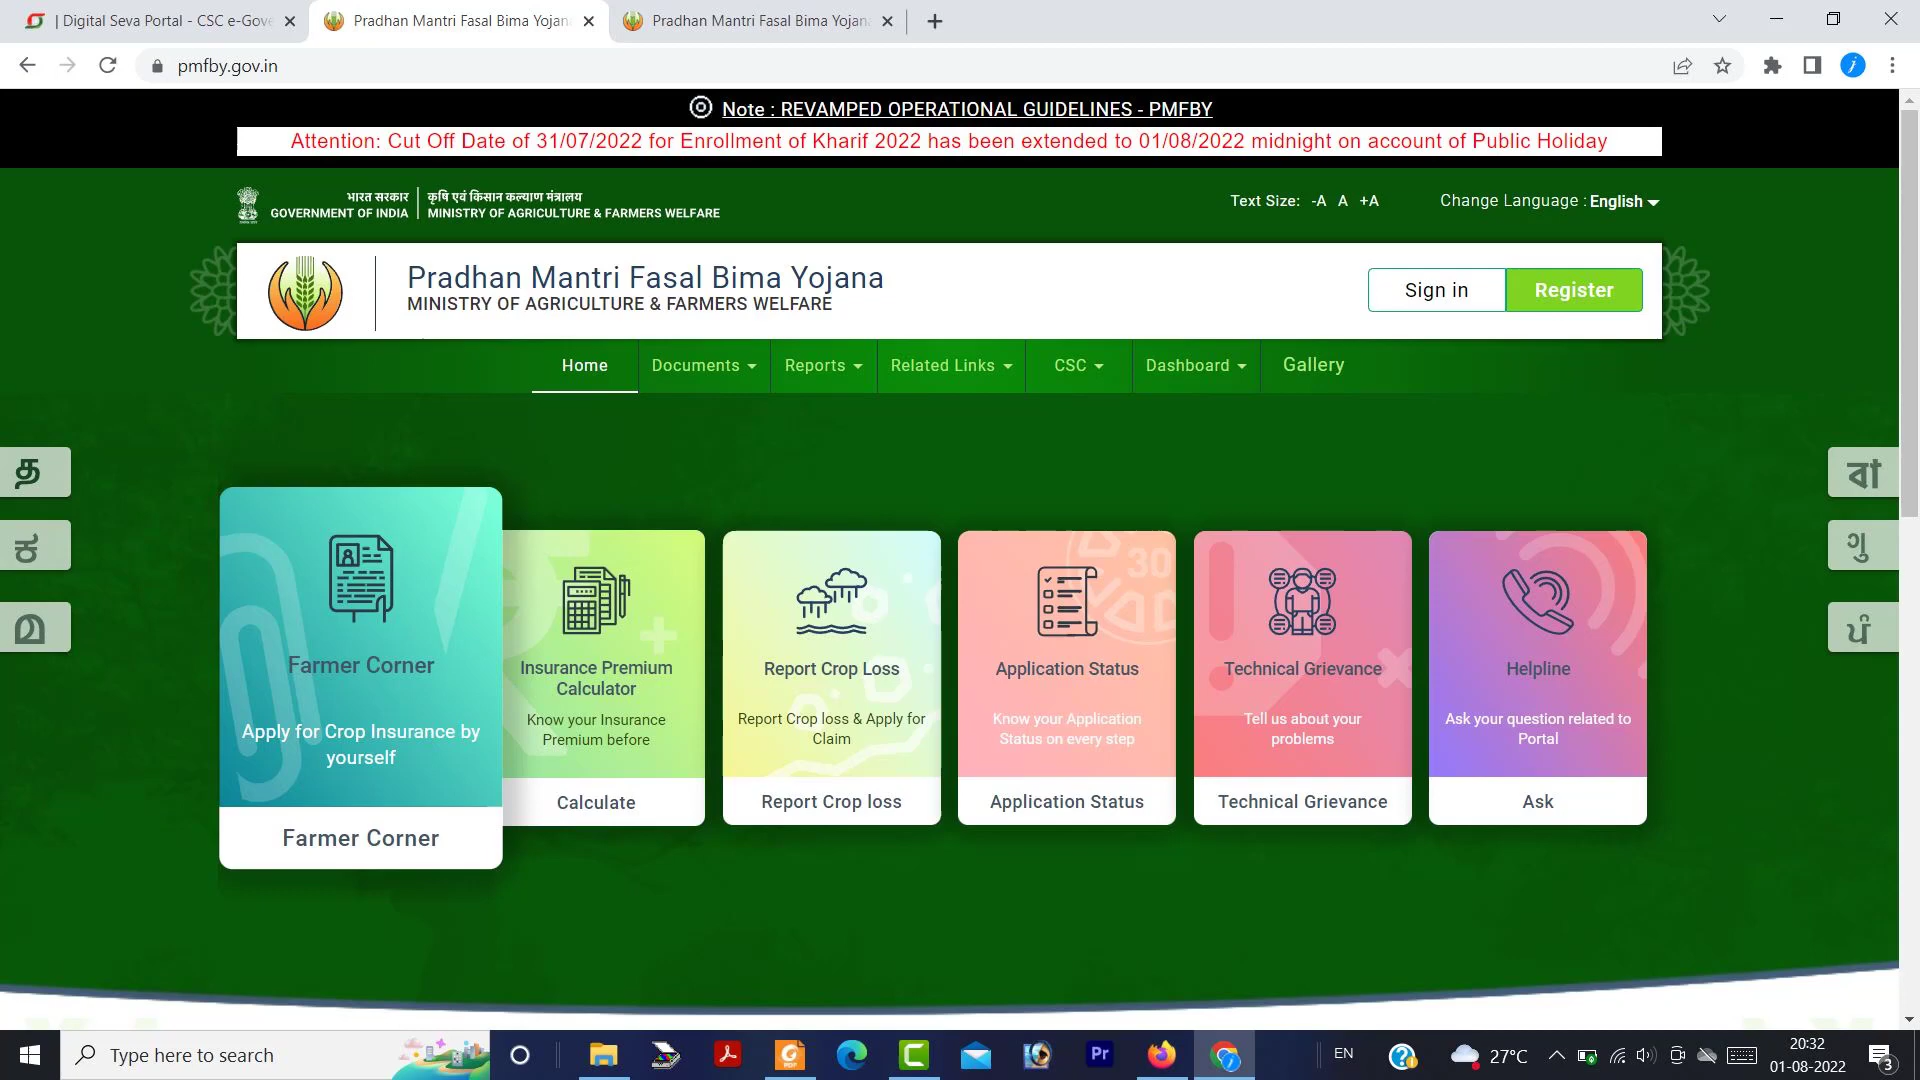 | Digital Seva Portal - CSC e-Gove
Pradhan Mantri Fasal Bima Yojan
Pradhan Mantri Fasal Bima Yojana
pmfby.gov.in
Note : REVAMPED OPERATIONAL GUIDELINES - PMFBY
Attention: Cut Off Date of 31/07/2022 for Enrollment of Kharif 2022 has been extended to 01/08/2022 midnight on account of Public Holiday
भारत सरकार
GOVERNMENT OF INDIA
कृषि एवं किसान कल्याण मंत्रालय
MINISTRY OF AGRICULTURE & FARMERS WELFARE
Text Size: -A A +A
Change Language : English
Pradhan Mantri Fasal Bima Yojana
MINISTRY OF AGRICULTURE & FARMERS WELFARE
Sign in
Register
Home
Documents
Reports
Related Links
CSC
Dashboard
Gallery
த
ಕ
മ
বা
ગુ
ਪੰ
Farmer Corner
Apply for Crop Insurance by
yourself
Farmer Corner
Insurance Premium
Calculator
Know your Insurance
Premium before
Calculate
Report Crop Loss
Report Crop loss & Apply for
Claim
Report Crop loss
30
Application Status
Know your Application
Status on every step
Application Status
Technical Grievance
Tell us about your
problems
Technical Grievance
Helpline
Ask your question related to
Portal
Ask
Type here to search
Pr
EN
27°C
20:32
01-08-2022
3